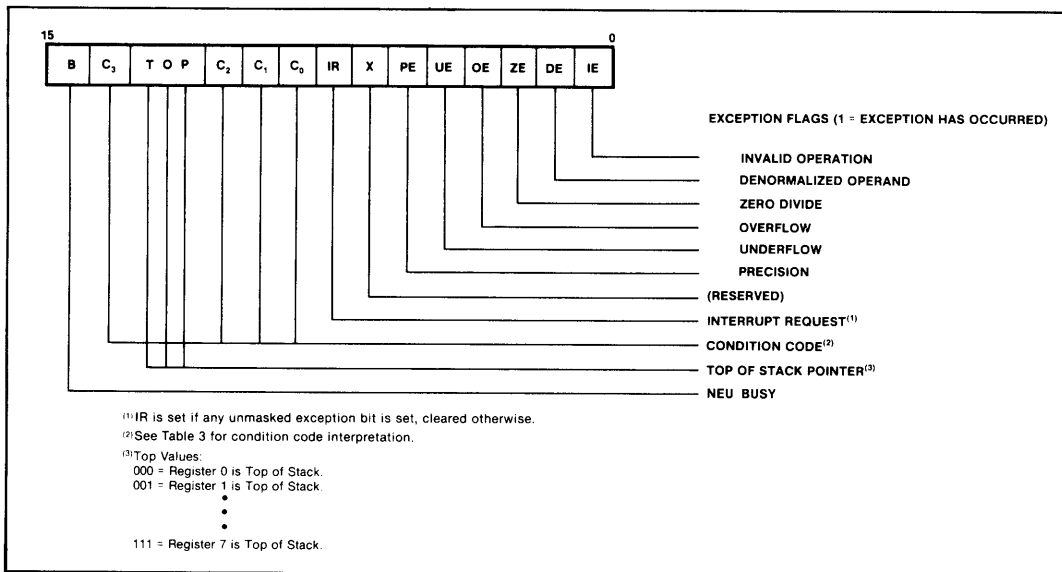 15 0
B C₃ T O P C₂ C₁ C₀ IR X PE UE OE ZE DE IE
EXCEPTION FLAGS (1 = EXCEPTION HAS OCCURRED)
INVALID OPERATION
DENORMALIZED OPERAND
ZERO DIVIDE
OVERFLOW
UNDERFLOW
PRECISION
(RESERVED)
INTERRUPT REQUEST⁽¹⁾
CONDITION CODE⁽²⁾
TOP OF STACK POINTER⁽³⁾
NEU BUSY
⁽¹⁾IR is set if any unmasked exception bit is set, cleared otherwise.
⁽²⁾See Table 3 for condition code interpretation.
⁽³⁾Top Values:
000 = Register 0 is Top of Stack.
001 = Register 1 is Top of Stack.
•
•
•
111 = Register 7 is Top of Stack.